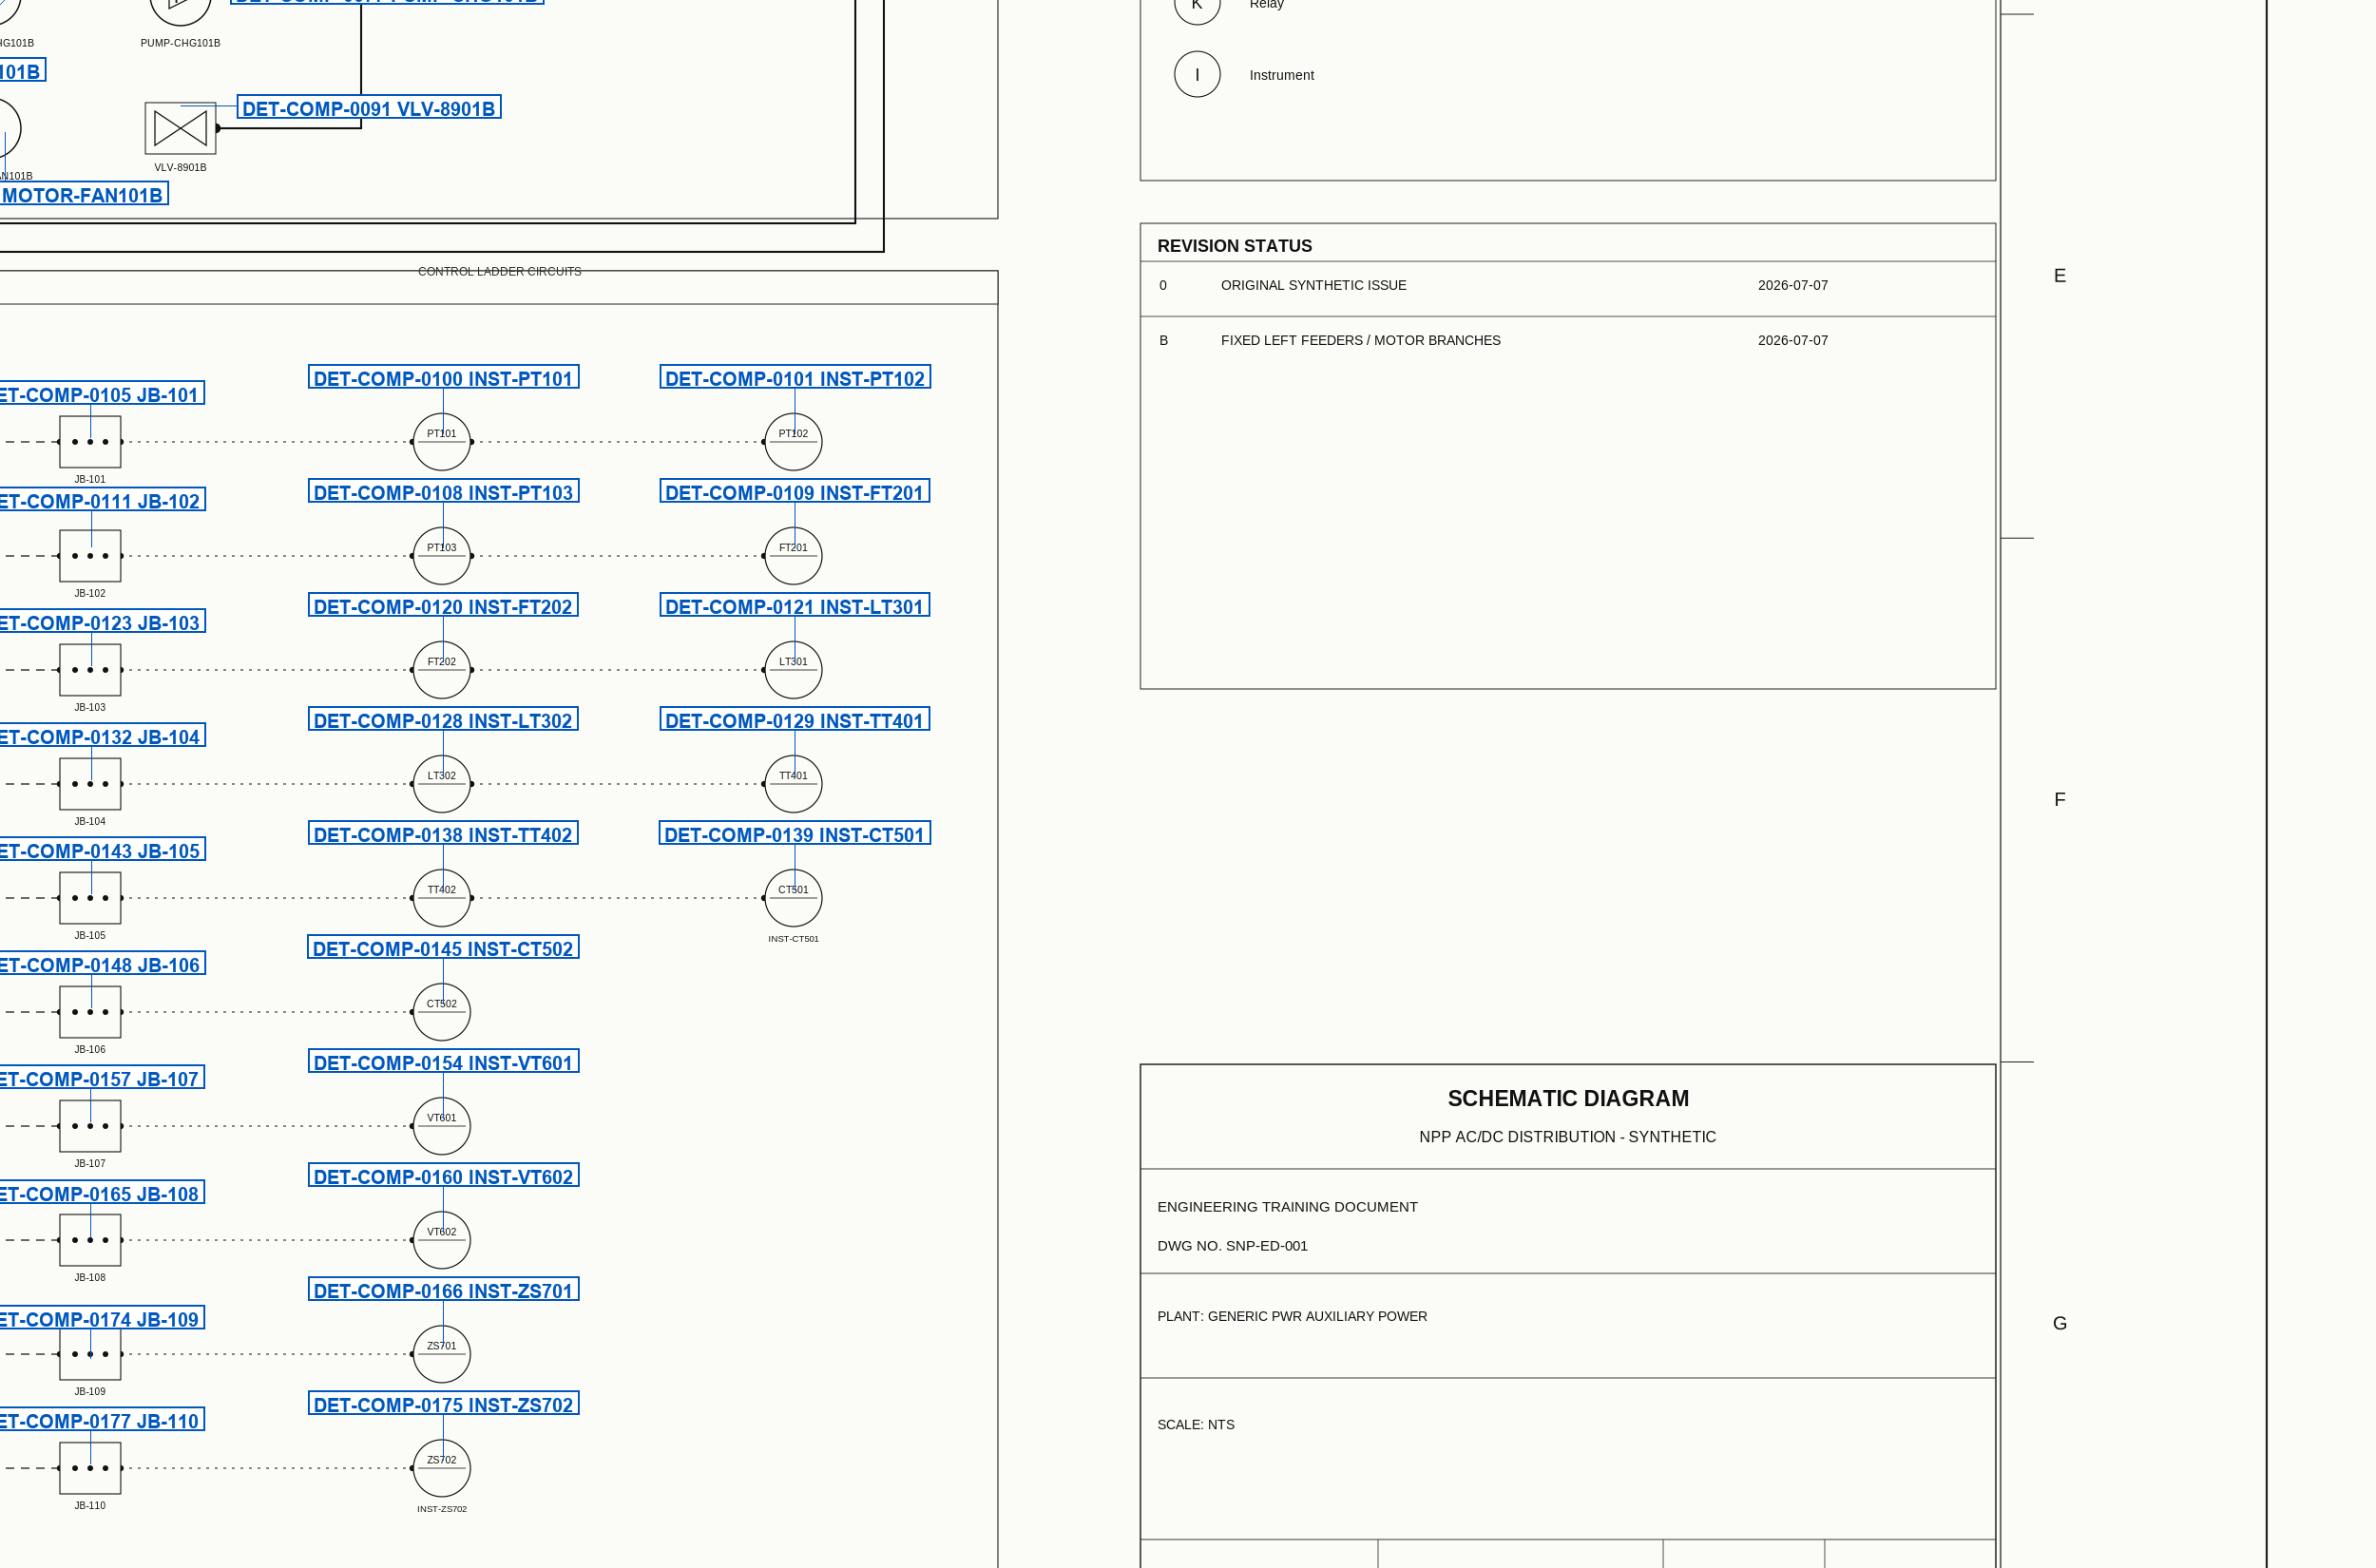 PUMP-CHG101B
101B
DET-COMP-0091 VLV-8901B
VLV-8901B
MOTOR-FAN101B
CONTROL LADDER CIRCUITS
ET-COMP-0105 JB-101
DET-COMP-0100 INST-PT101
DET-COMP-0101 INST-PT102
PT101
PT102
JB-101
ET-COMP-0111 JB-102
DET-COMP-0108 INST-PT103
DET-COMP-0109 INST-FT201
PT103
FT201
JB-102
ET-COMP-0123 JB-103
DET-COMP-0120 INST-FT202
DET-COMP-0121 INST-LT301
FT202
LT301
JB-103
ET-COMP-0132 JB-104
DET-COMP-0128 INST-LT302
DET-COMP-0129 INST-TT401
LT302
TT401
JB-104
ET-COMP-0143 JB-105
DET-COMP-0138 INST-TT402
DET-COMP-0139 INST-CT501
TT402
CT501
JB-105
INST-CT501
ET-COMP-0148 JB-106
DET-COMP-0145 INST-CT502
CT502
JB-106
ET-COMP-0157 JB-107
DET-COMP-0154 INST-VT601
VT601
JB-107
ET-COMP-0165 JB-108
DET-COMP-0160 INST-VT602
VT602
JB-108
ET-COMP-0174 JB-109
DET-COMP-0166 INST-ZS701
ZS701
JB-109
ET-COMP-0177 JB-110
DET-COMP-0175 INST-ZS702
ZS702
JB-110
INST-ZS702
K Relay
I Instrument
REVISION STATUS
0 ORIGINAL SYNTHETIC ISSUE 2026-07-07
B FIXED LEFT FEEDERS / MOTOR BRANCHES 2026-07-07
SCHEMATIC DIAGRAM
NPP AC/DC DISTRIBUTION - SYNTHETIC
ENGINEERING TRAINING DOCUMENT
DWG NO. SNP-ED-001
PLANT: GENERIC PWR AUXILIARY POWER
SCALE: NTS
E
F
G